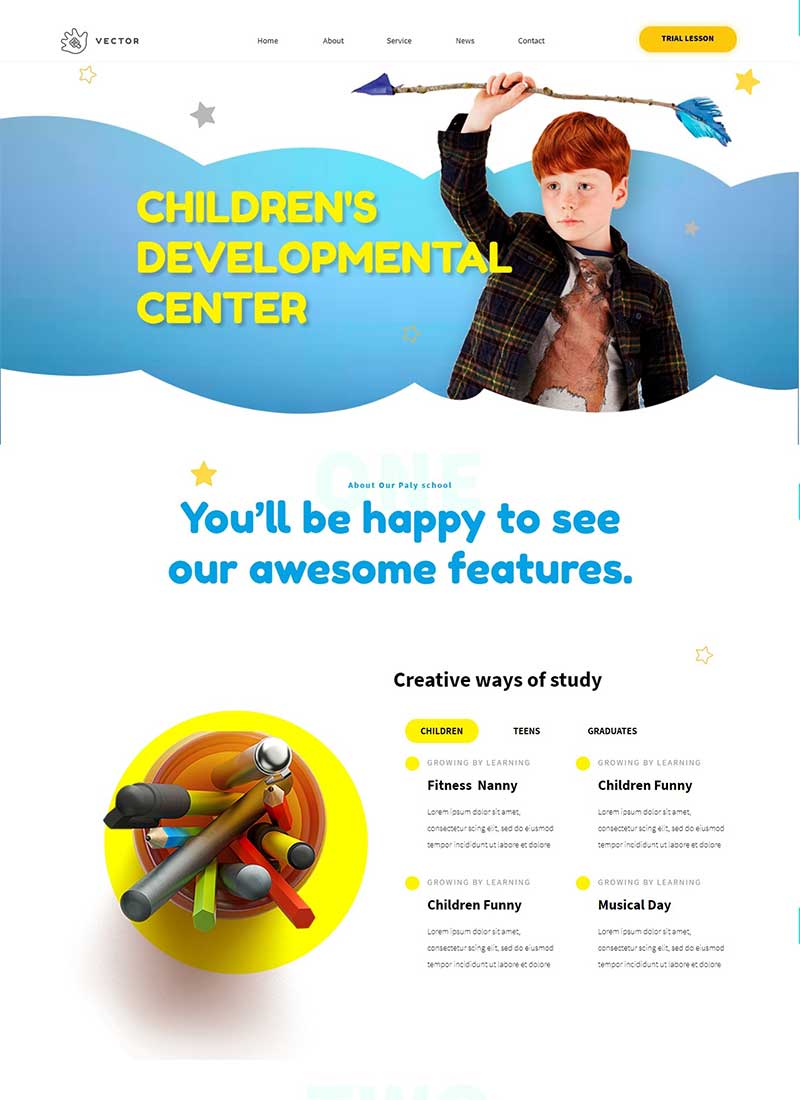 VECTOR
Home About Service News Contact
TRIAL LESSON
CHILDREN'S
DEVELOPMENTAL
CENTER
ONE
About Our Paly school
You’ll be happy to see
our awesome features.
Creative ways of study
CHILDREN TEENS GRADUATES
GROWING BY LEARNING
Fitness Nanny
Lorem ipsum dolor sit amet,
consectetur scing elit, sed do eiusmod
tempor incididunt ut labore et dolore
GROWING BY LEARNING
Children Funny
Lorem ipsum dolor sit amet,
consectetur scing elit, sed do eiusmod
tempor incididunt ut labore et dolore
GROWING BY LEARNING
Children Funny
Lorem ipsum dolor sit amet,
consectetur scing elit, sed do eiusmod
tempor incididunt ut labore et dolore
GROWING BY LEARNING
Musical Day
Lorem ipsum dolor sit amet,
consectetur scing elit, sed do eiusmod
tempor incididunt ut labore et dolore